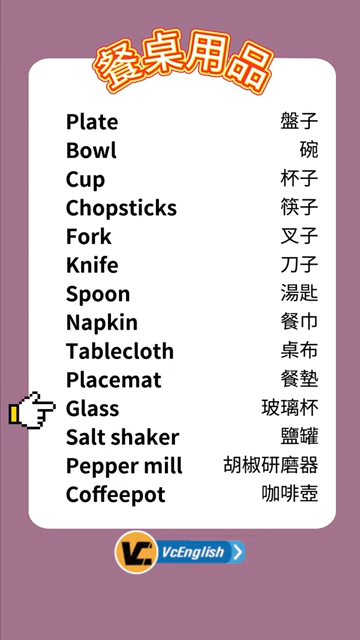 餐桌用品
Plate 盤子
Bowl 碗
Cup 杯子
Chopsticks 筷子
Fork 叉子
Knife 刀子
Spoon 湯匙
Napkin 餐巾
Tablecloth 桌布
Placemat 餐墊
Glass 玻璃杯
Salt shaker 鹽罐
Pepper mill 胡椒研磨器
Coffeepot 咖啡壺
VC VcEnglish